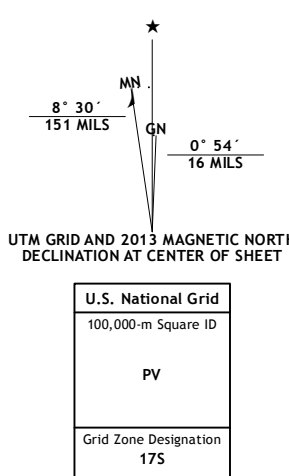 ★
MN
GN
8° 30´
151 MILS
0° 54´
16 MILS
UTM GRID AND 2013 MAGNETIC NORTH
DECLINATION AT CENTER OF SHEET
U.S. National Grid
100,000-m Square ID
PV
Grid Zone Designation
17S